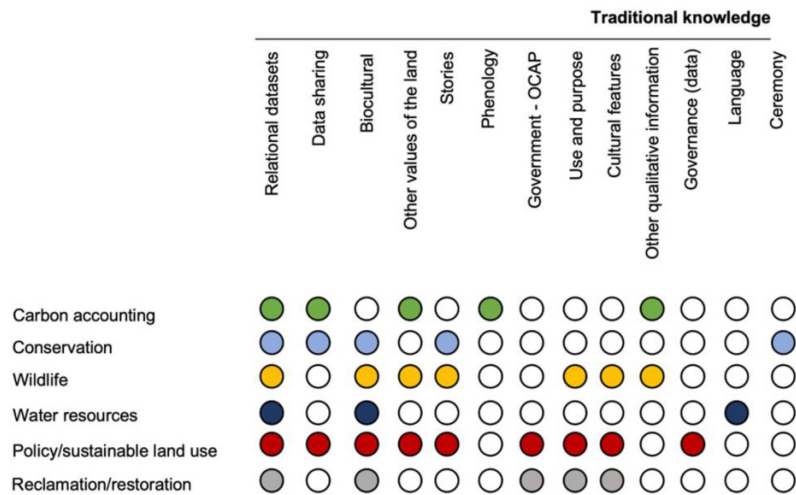 Traditional knowledge
Relational datasets
Data sharing
Biocultural
Other values of the land
Stories
Phenology
Government - OCAP
Use and purpose
Cultural features
Other qualitative information
Governance (data)
Language
Ceremony
Carbon accounting
Conservation
Wildlife
Water resources
Policy/sustainable land use
Reclamation/restoration